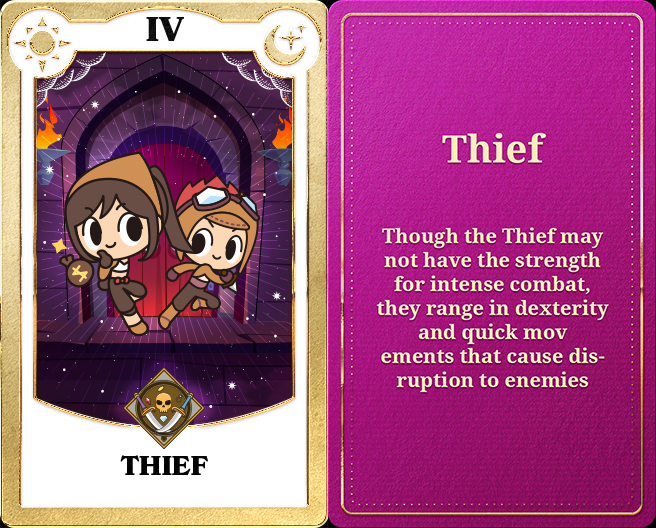 IV
THIEF
Thief
Though the Thief may
not have the strength
for intense combat,
they range in dexterity
and quick mov
ements that cause dis-
ruption to enemies